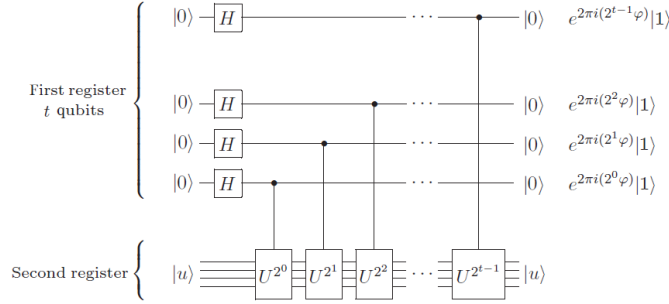 |0⟩ H ··· |0⟩ e^{2πi(2^{t−1}φ)}|1⟩
First register
t qubits
|0⟩ H ··· |0⟩ e^{2πi(2^2φ)}|1⟩
|0⟩ H ··· |0⟩ e^{2πi(2^1φ)}|1⟩
|0⟩ H ··· |0⟩ e^{2πi(2^0φ)}|1⟩
Second register |u⟩ U^{2^0} U^{2^1} U^{2^2} ··· U^{2^{t−1}} |u⟩